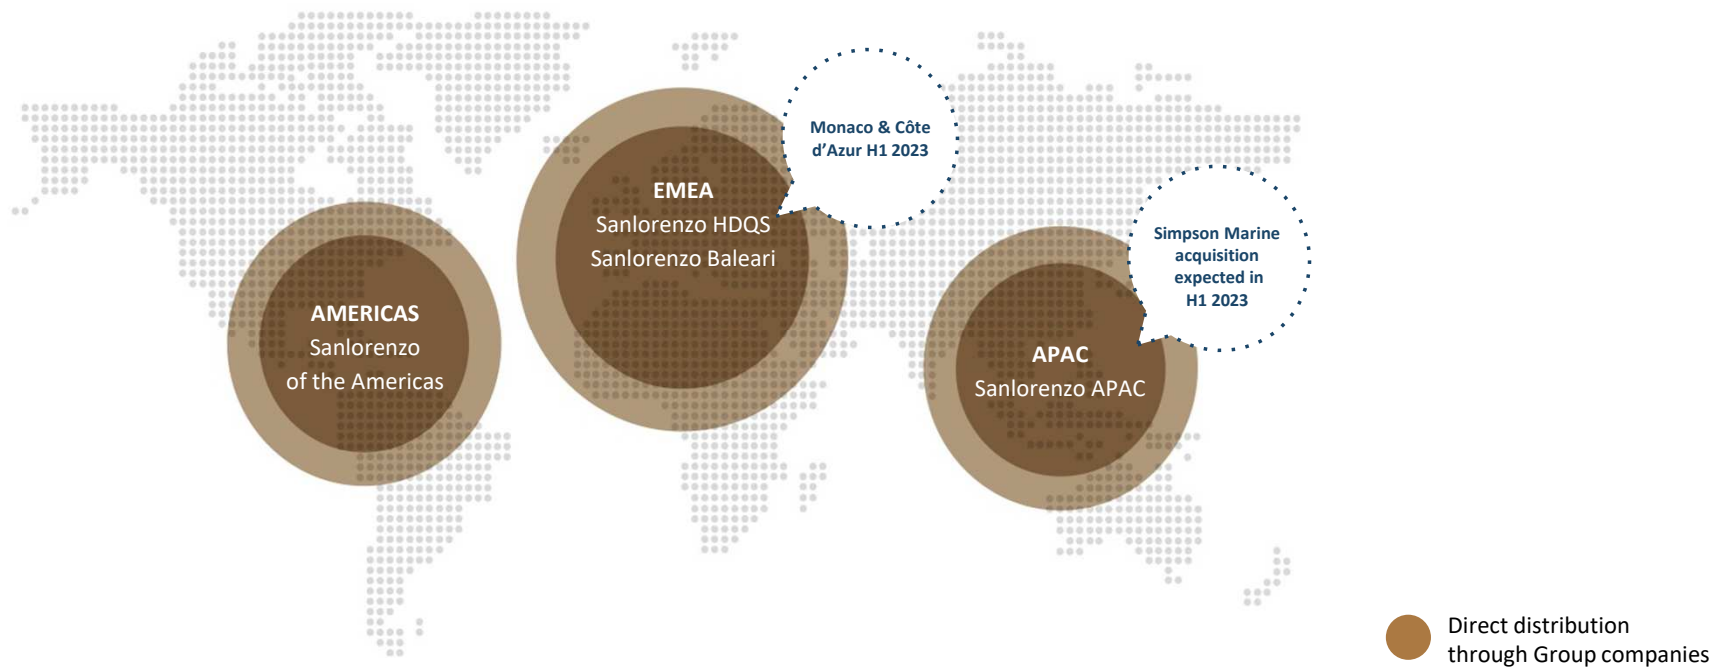 Monaco & Côte
d’Azur H1 2023
EMEA
Sanlorenzo HDQS
Sanlorenzo Baleari
Simpson Marine
acquisition
expected in
H1 2023
AMERICAS
Sanlorenzo
of the Americas
APAC
Sanlorenzo APAC
Direct distribution
through Group companies